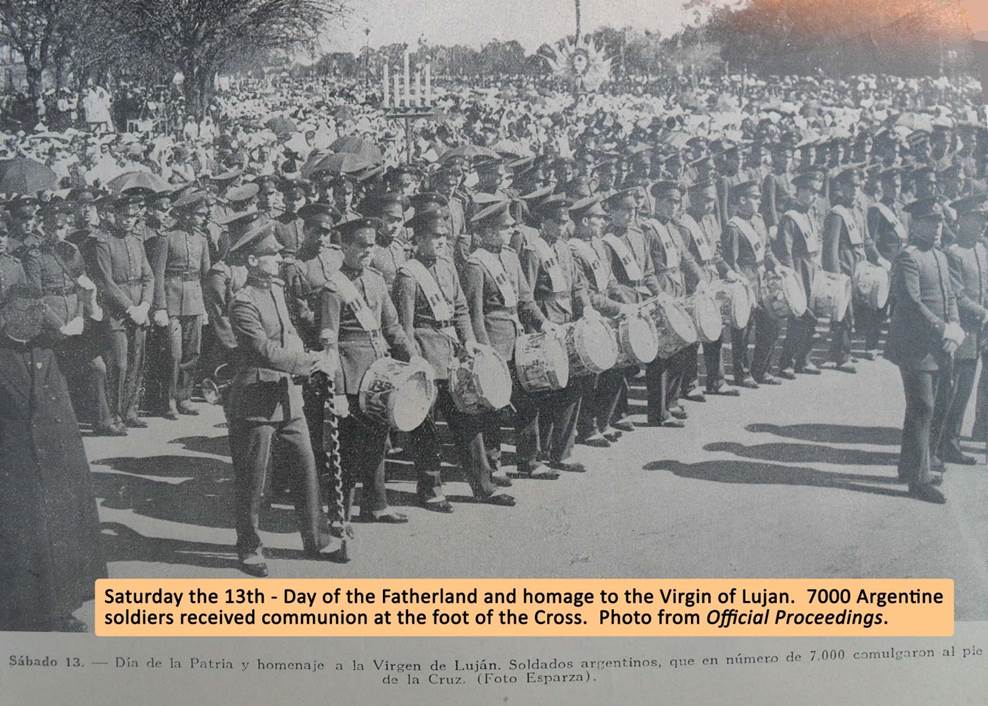 Saturday the 13th - Day of the Fatherland and homage to the Virgin of Lujan. 7000 Argentine
soldiers received communion at the foot of the Cross. Photo from Official Proceedings.
Sábado 13. — Día de la Patria y homenaje a la Virgen de Luján. Soldados argentinos, que en número de 7.000 comulgaron al pie
de la Cruz. (Foto Esparza).